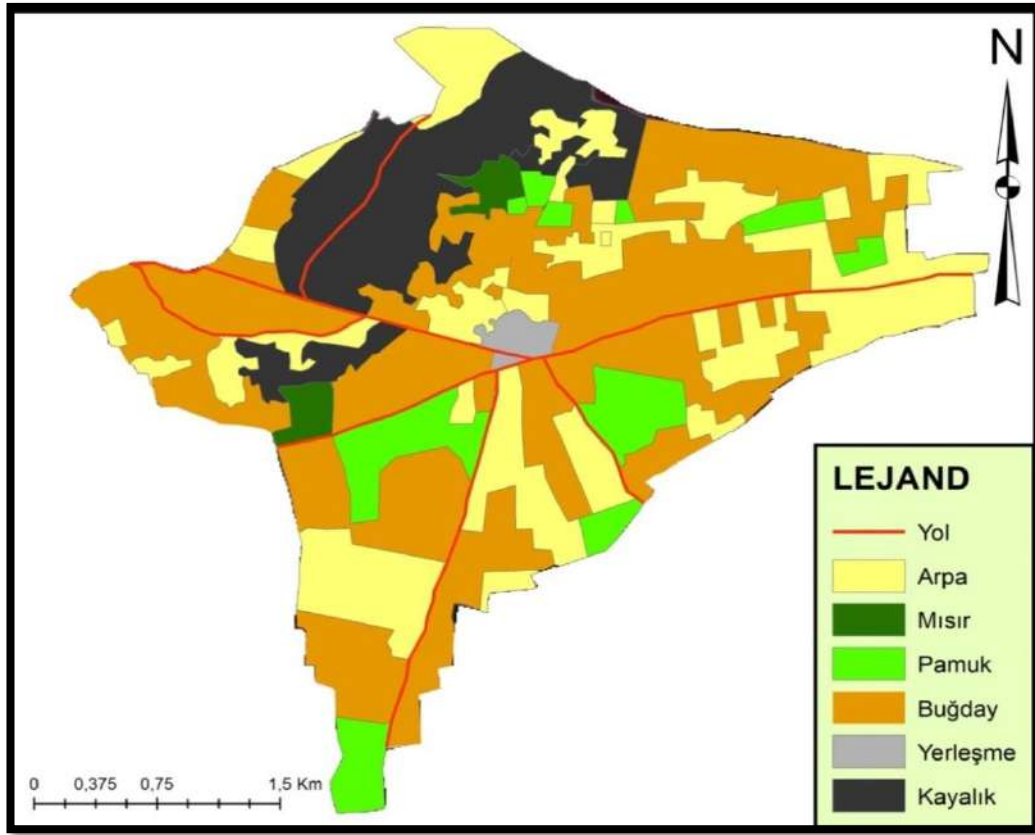 N
LEJAND
Yol
Arpa
Mısır
Pamuk
Buğday
Yerleşme
Kayalık
0 0,375 0,75 1,5 Km